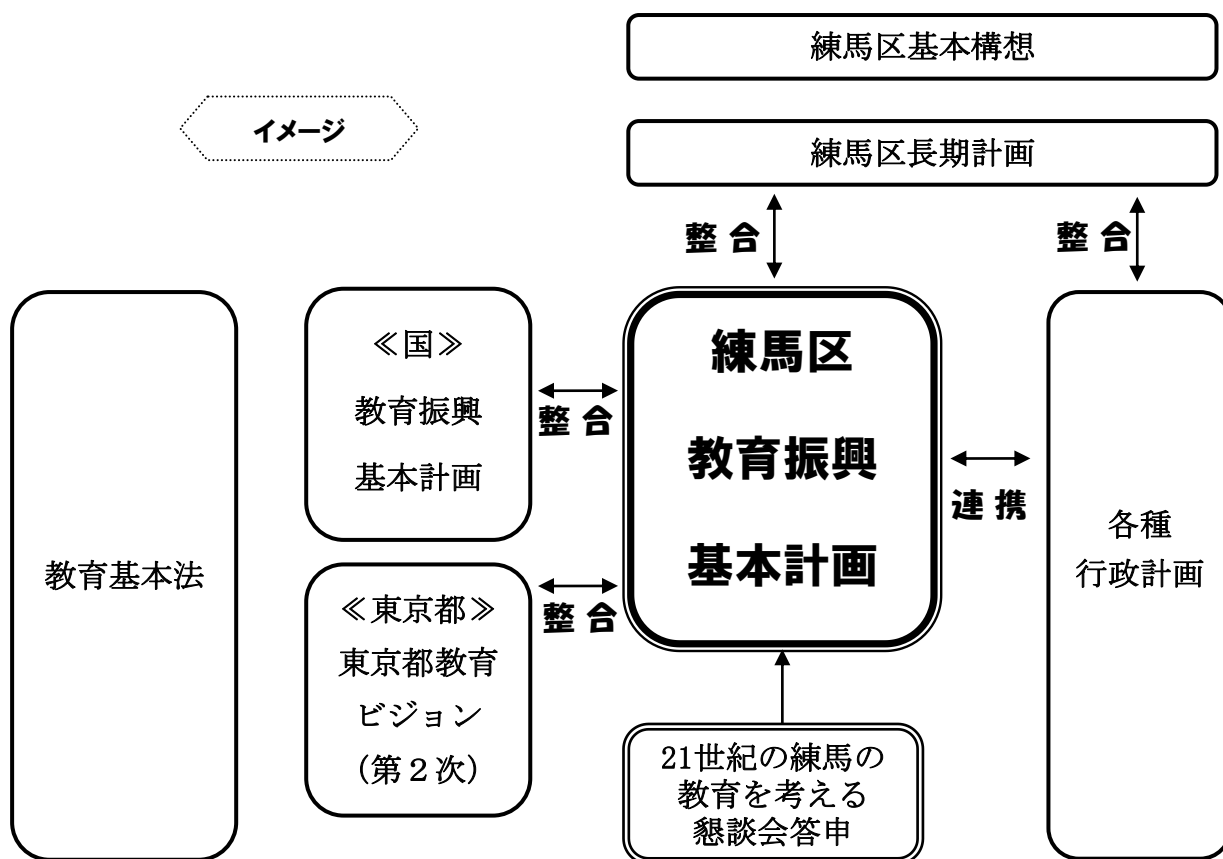 練馬区基本構想
イメージ
練馬区長期計画
整合
整合
教育基本法
≪国≫
教育振興
基本計画
整合
≪東京都≫
東京都教育
ビジョン
（第２次）
整合
練馬区
教育振興
基本計画
連携
各種
行政計画
21世紀の練馬の
教育を考える
懇談会答申